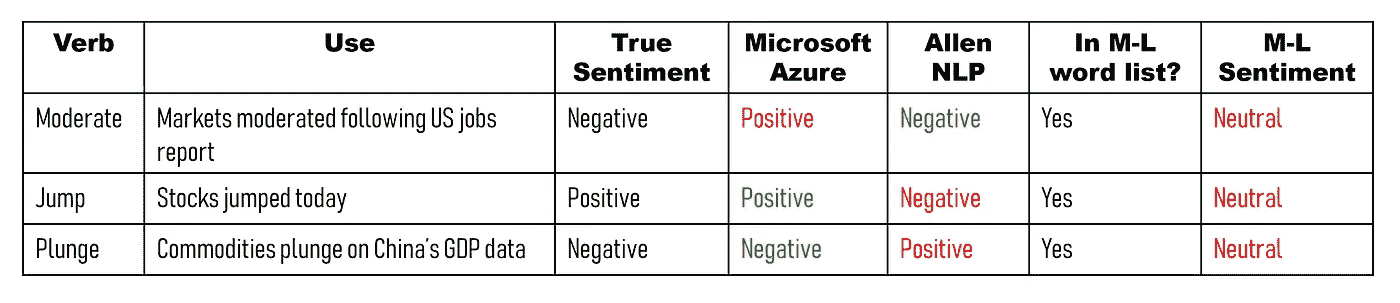 Verb Use True Sentiment Microsoft Azure Allen NLP In M-L word list? M-L Sentiment
Moderate Markets moderated following US jobs report Negative Positive Negative Yes Neutral
Jump Stocks jumped today Positive Positive Negative Yes Neutral
Plunge Commodities plunge on China's GDP data Negative Negative Positive Yes Neutral